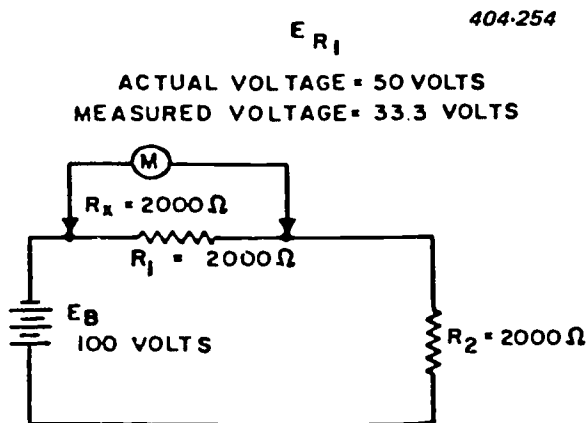 404-254
E R1
ACTUAL VOLTAGE = 50 VOLTS
MEASURED VOLTAGE = 33.3 VOLTS
M
Rx = 2000Ω
R1 = 2000Ω
EB
100 VOLTS
R2 = 2000Ω